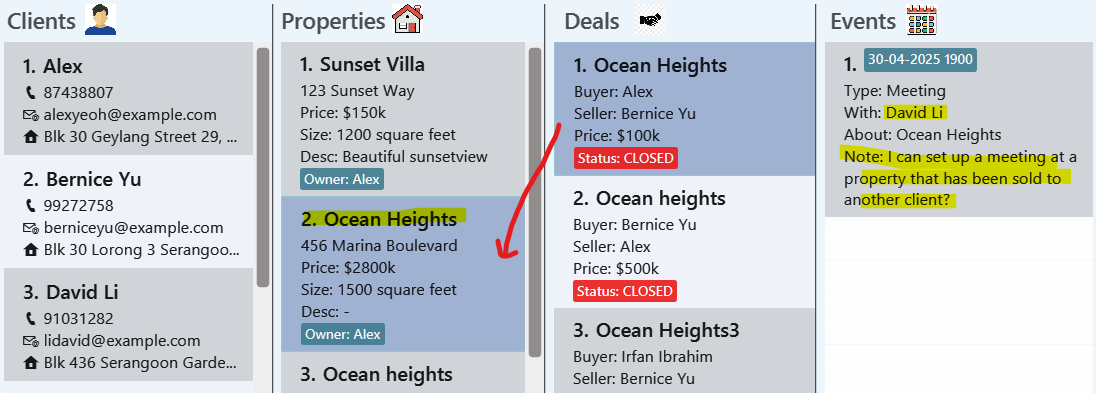 Clients
1. Alex
87438807
alexyeoh@example.com
Blk 30 Geylang Street 29, ...
2. Bernice Yu
99272758
berniceyu@example.com
Blk 30 Lorong 3 Serangoo...
3. David Li
91031282
lidavid@example.com
Blk 436 Serangoon Garde...
Properties
1. Sunset Villa
123 Sunset Way
Price: $150k
Size: 1200 square feet
Desc: Beautiful sunsetview
Owner: Alex
2. Ocean Heights
456 Marina Boulevard
Price: $2800k
Size: 1500 square feet
Desc: -
Owner: Alex
3. Ocean heights
Deals
1. Ocean Heights
Buyer: Alex
Seller: Bernice Yu
Price: $100k
Status: CLOSED
2. Ocean heights
Buyer: Bernice Yu
Seller: Alex
Price: $500k
Status: CLOSED
3. Ocean Heights3
Buyer: Irfan Ibrahim
Seller: Bernice Yu
Events
1. 30-04-2025 1900
Type: Meeting
With: David Li
About: Ocean Heights
Note: I can set up a meeting at a
property that has been sold to
another client?